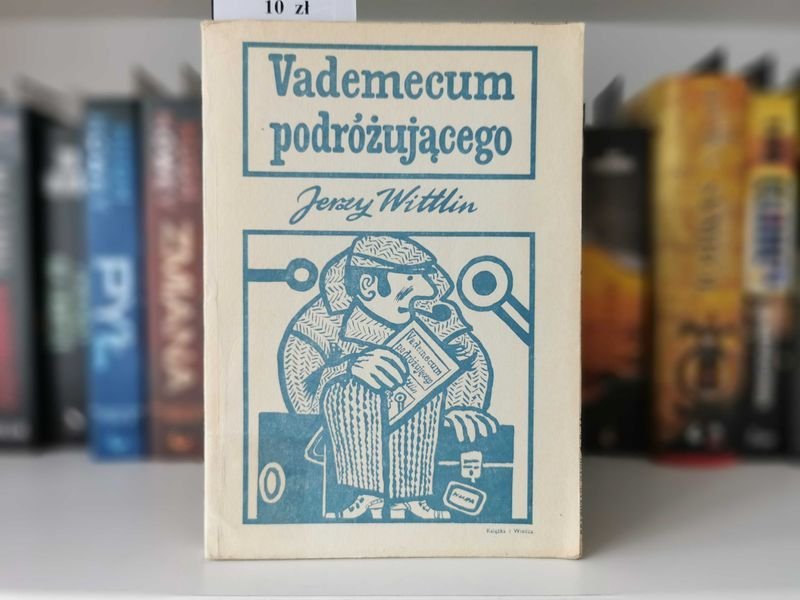 10 zł
Vademecum
podróżującego
Jerzy Wittlin
Vademecum
podróżującego
Książka i Wiedza
PYŁ
ZMIANA